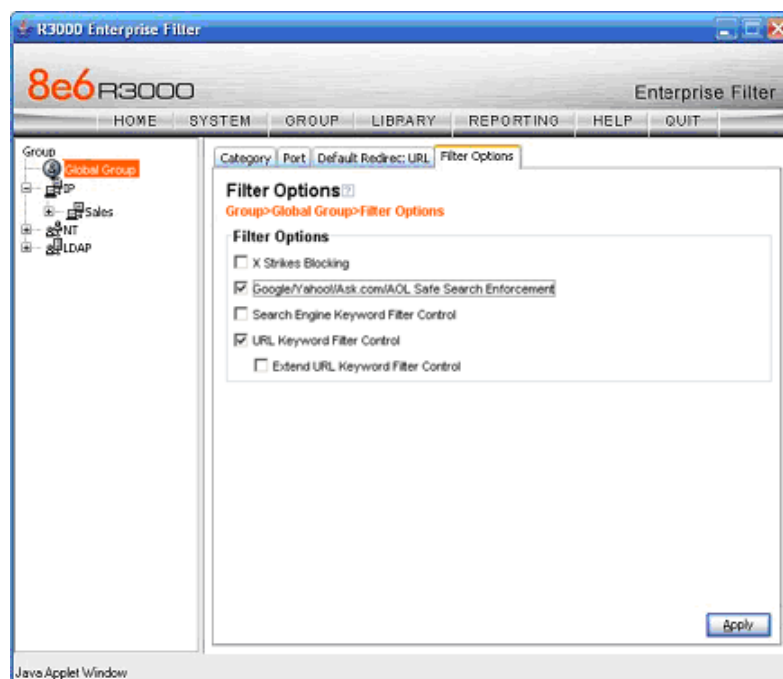 R3000 Enterprise Filter
8e6 R3000
Enterprise Filter
HOME SYSTEM GROUP LIBRARY REPORTING HELP QUIT
Group
Global Group
IP
Sales
NT
LDAP
Category Port Default Redirec: URL Filter Options
Filter Options ?
Group>Global Group>Filter Options
Filter Options
X Strikes Blocking
Google/Yahoo!/Ask.com/AOL Safe Search Enforcement
Search Engine Keyword Filter Control
URL Keyword Filter Control
Extend URL Keyword Filter Control
Apply
Java Applet Window